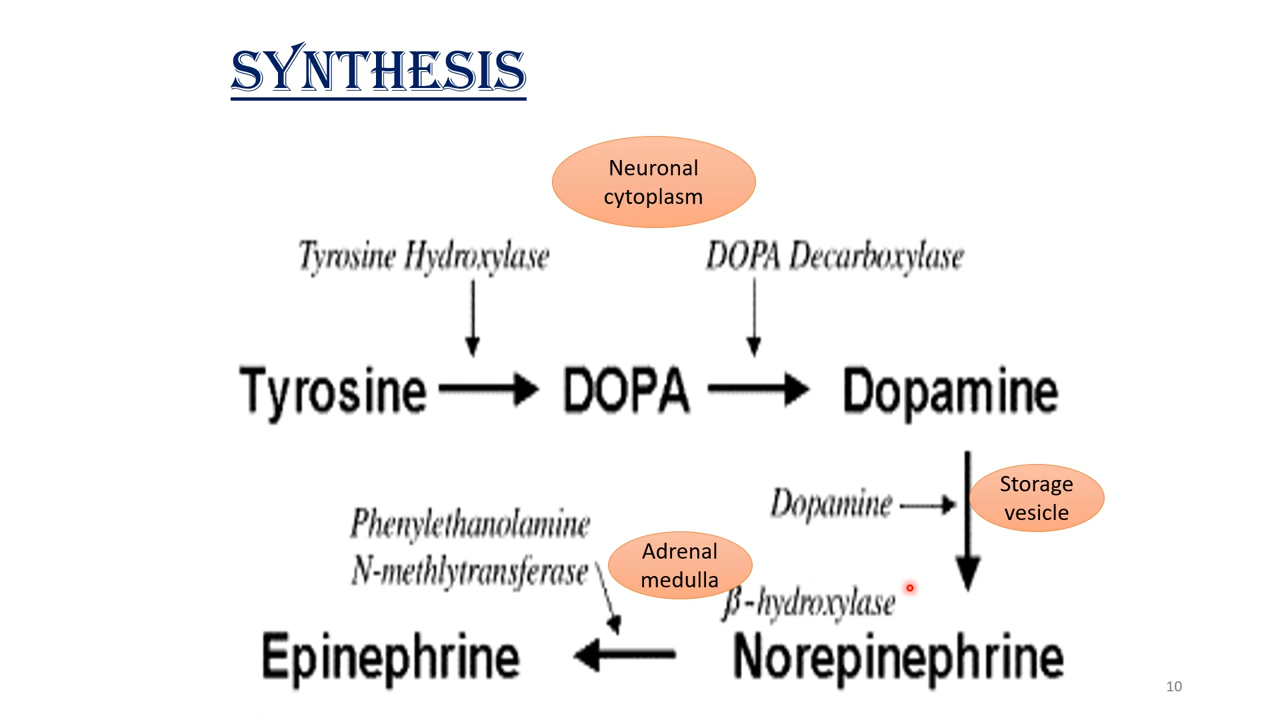 SYNTHESIS
Neuronal
cytoplasm
Tyrosine Hydroxylase
DOPA Decarboxylase
Tyrosine
DOPA
Dopamine
Dopamine
Storage
vesicle
Phenylethanolamine
N-methlytransferase
Adrenal
medulla
β-hydroxylase
Epinephrine
Norepinephrine
10